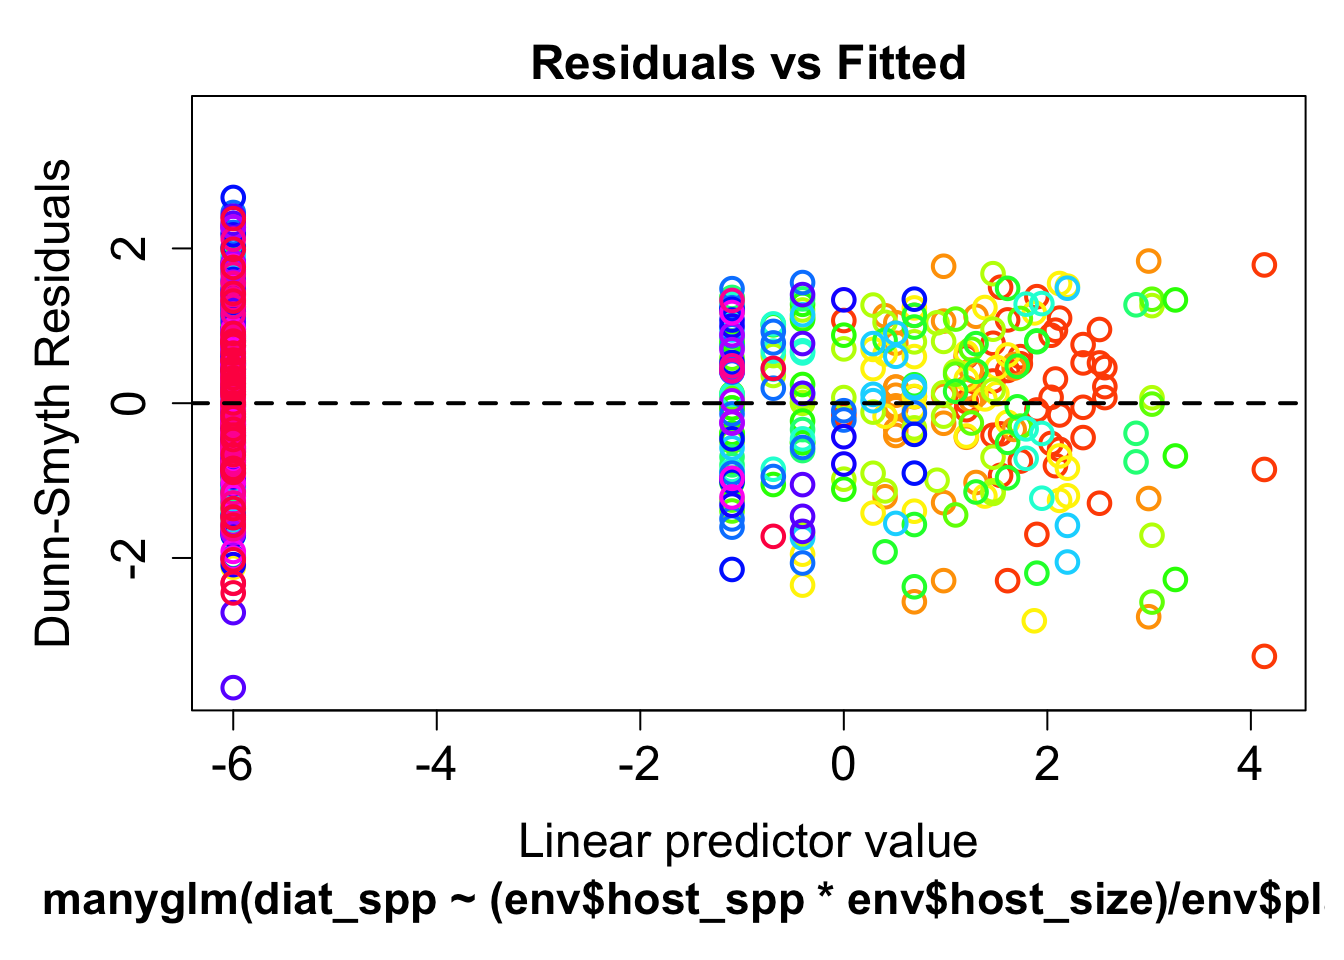 Residuals vs Fitted
Dunn-Smyth Residuals
2
0
-2
-6 -4 -2 0 2 4
Linear predictor value
manyglm(diat_spp ~ (env$host_spp * env$host_size)/env$pl